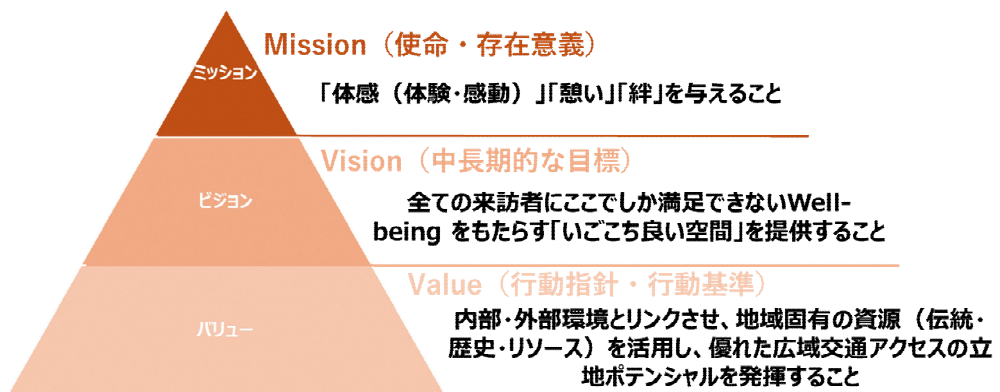 Mission（使命・存在意義）
ミッション
「体感（体験・感動）」「憩い」「絆」を与えること
Vision（中長期的な目標）
ビジョン
全ての来訪者にここでしか満足できないWell-
being をもたらす「いごこち良い空間」を提供すること
Value（行動指針・行動基準）
バリュー
内部・外部環境とリンクさせ、地域固有の資源（伝統・
歴史・リソース）を活用し、優れた広域交通アクセスの立
地ポテンシャルを発揮すること